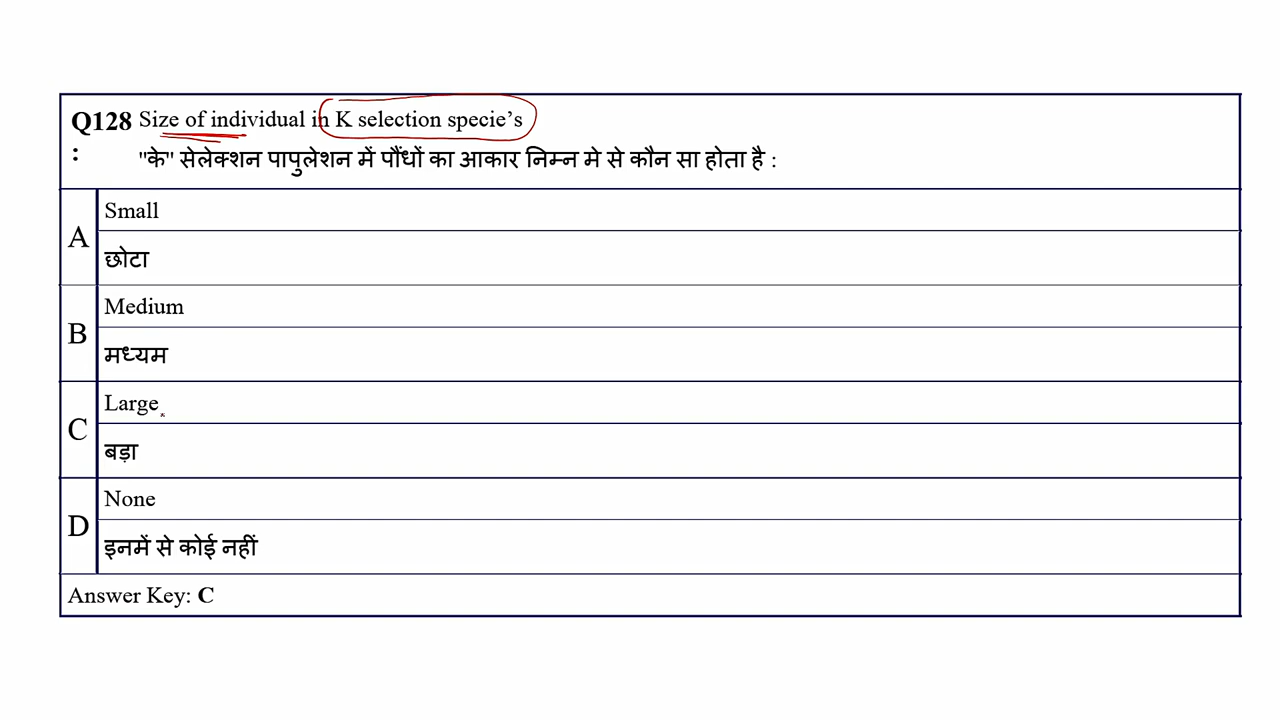 Q128 Size of individual in K selection specie's
: "के" सेलेक्शन पापुलेशन में पौंधों का आकार निम्न मे से कौन सा होता है :
A
Small
छोटा
B
Medium
मध्यम
C
Large
बड़ा
D
None
इनमें से कोई नहीं
Answer Key: C